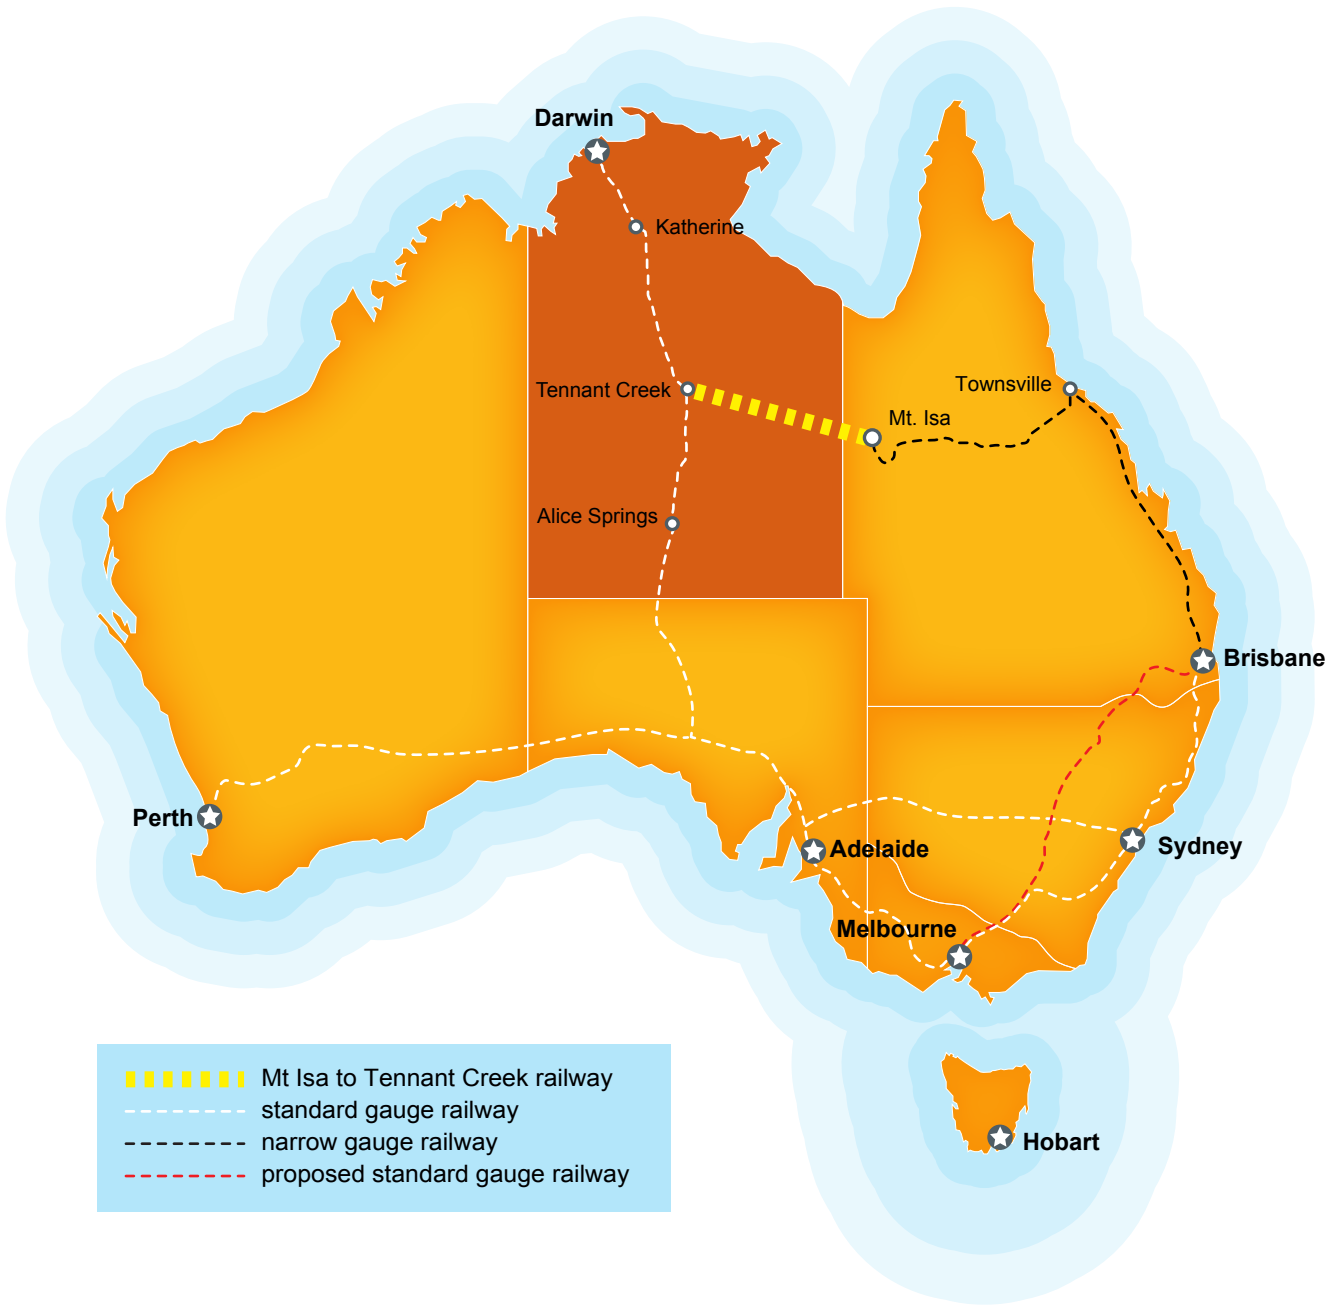 Darwin
Katherine
Tennant Creek
Townsville
Mt. Isa
Alice Springs
Brisbane
Perth
Adelaide
Sydney
Melbourne
Mt Isa to Tennant Creek railway
standard gauge railway
narrow gauge railway
proposed standard gauge railway
Hobart